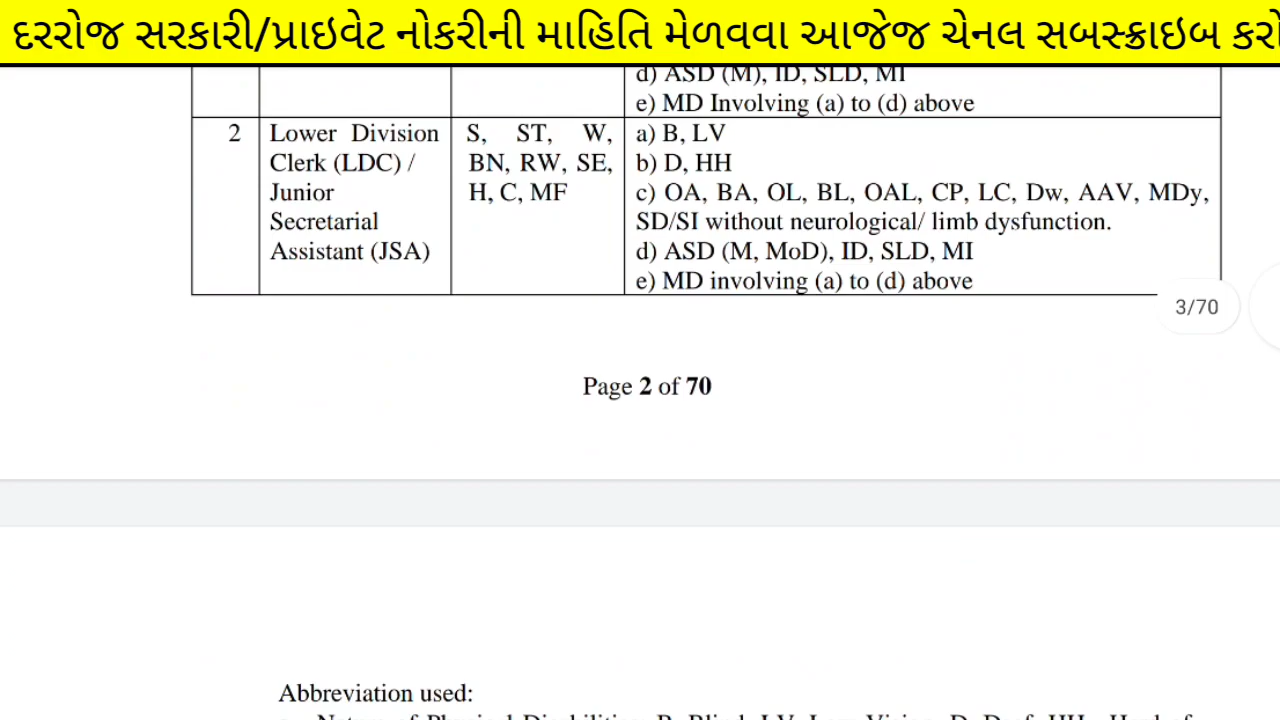 દરરોજ સરકારી/પ્રાઇવેટ નોકરીની માહિતિ મેળવવા આજેજ ચેનલ સબસ્ક્રાઇબ કરો
d) ASD (M), ID, SLD, MI
e) MD Involving (a) to (d) above
2 Lower Division S, ST, W, a) B, LV
Clerk (LDC) / BN, RW, SE, b) D, HH
Junior H, C, MF c) OA, BA, OL, BL, OAL, CP, LC, Dw, AAV, MDy,
Secretarial SD/SI without neurological/ limb dysfunction.
Assistant (JSA) d) ASD (M, MoD), ID, SLD, MI
e) MD involving (a) to (d) above
3/70
Page 2 of 70
Abbreviation used: